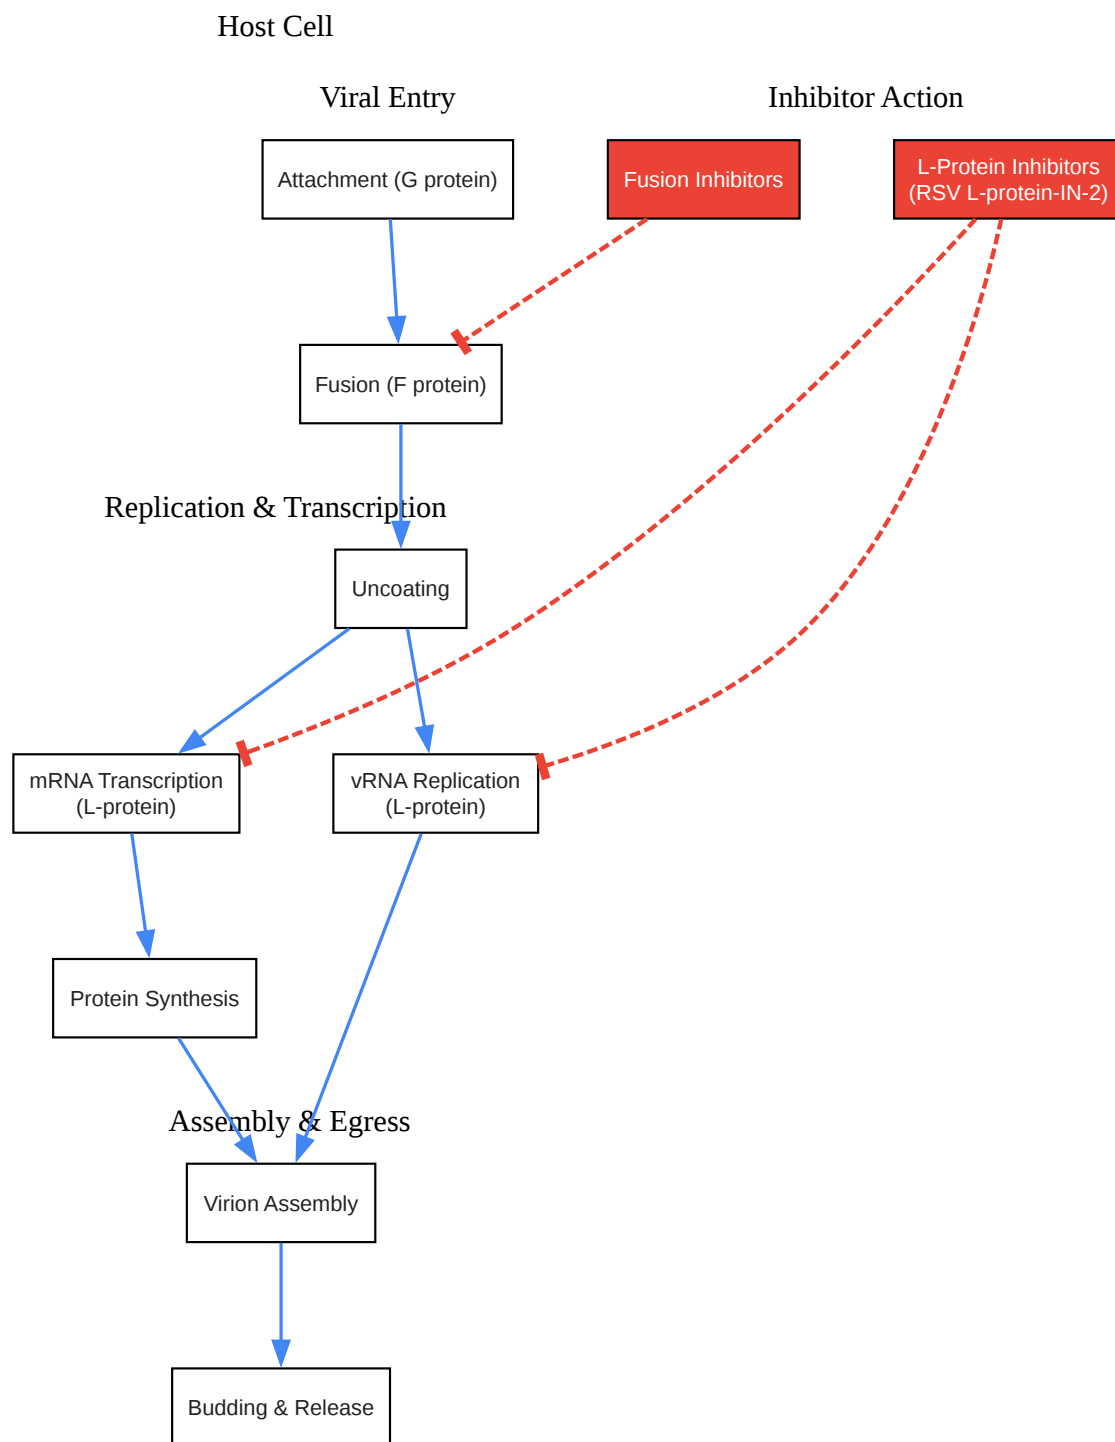 Host Cell
Viral Entry
Inhibitor Action
Attachment (G protein)
Fusion Inhibitors
L-Protein Inhibitors
(RSV L-protein-IN-2)
Fusion (F protein)
Replication & Transcription
Uncoating
mRNA Transcription
(L-protein)
vRNA Replication
(L-protein)
Protein Synthesis
Assembly & Egress
Virion Assembly
Budding & Release